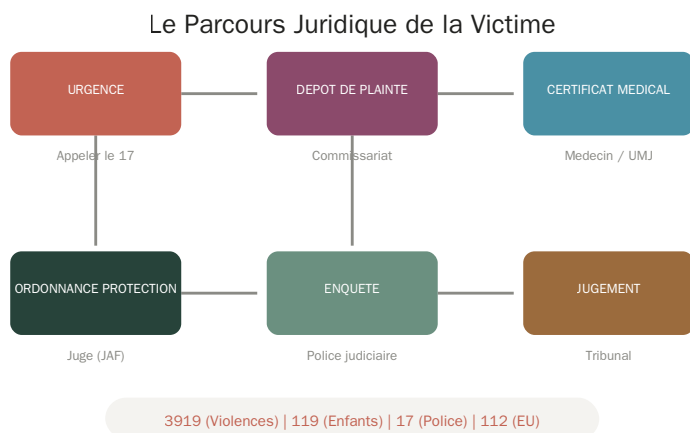 Le Parcours Juridique de la Victime
URGENCE
DEPOT DE PLAINTE
CERTIFICAT MEDICAL
Appeler le 17
Commissariat
Medecin / UMJ
ORDONNANCE PROTECTION
ENQUETE
JUGEMENT
Juge (JAF)
Police judiciaire
Tribunal
3919 (Violences) | 119 (Enfants) | 17 (Police) | 112 (EU)